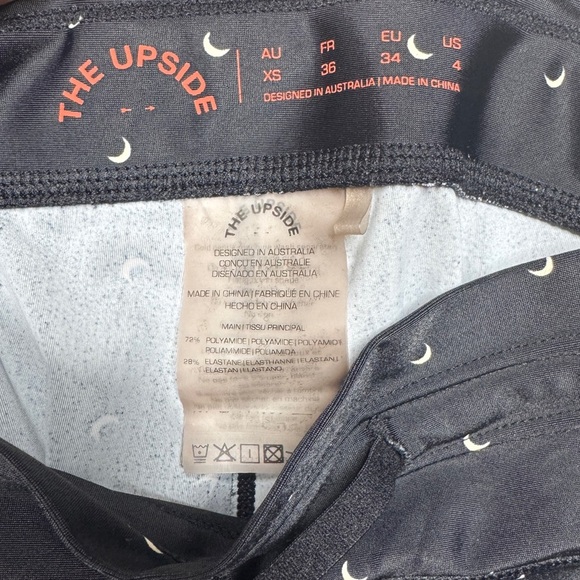 THE UPSIDE
AU FR EU US
XS 36 34 4
DESIGNED IN AUSTRALIA | MADE IN CHINA
THE UPSIDE
DESIGNED IN AUSTRALIA
CONÇU EN AUSTRALIE
DISEÑADO EN AUSTRALIA
MADE IN CHINA | FABRIQUÉ EN CHINE
HECHO EN CHINA
MAIN | TISSU PRINCIPAL
72% POLYAMIDE | POLYAMIDE | POLYAMID |
POLIAMMIDE | POLIAMIDA
28% ELASTANE | ELASTHANNE | ELASTAN |
ELASTAN | ELASTANO